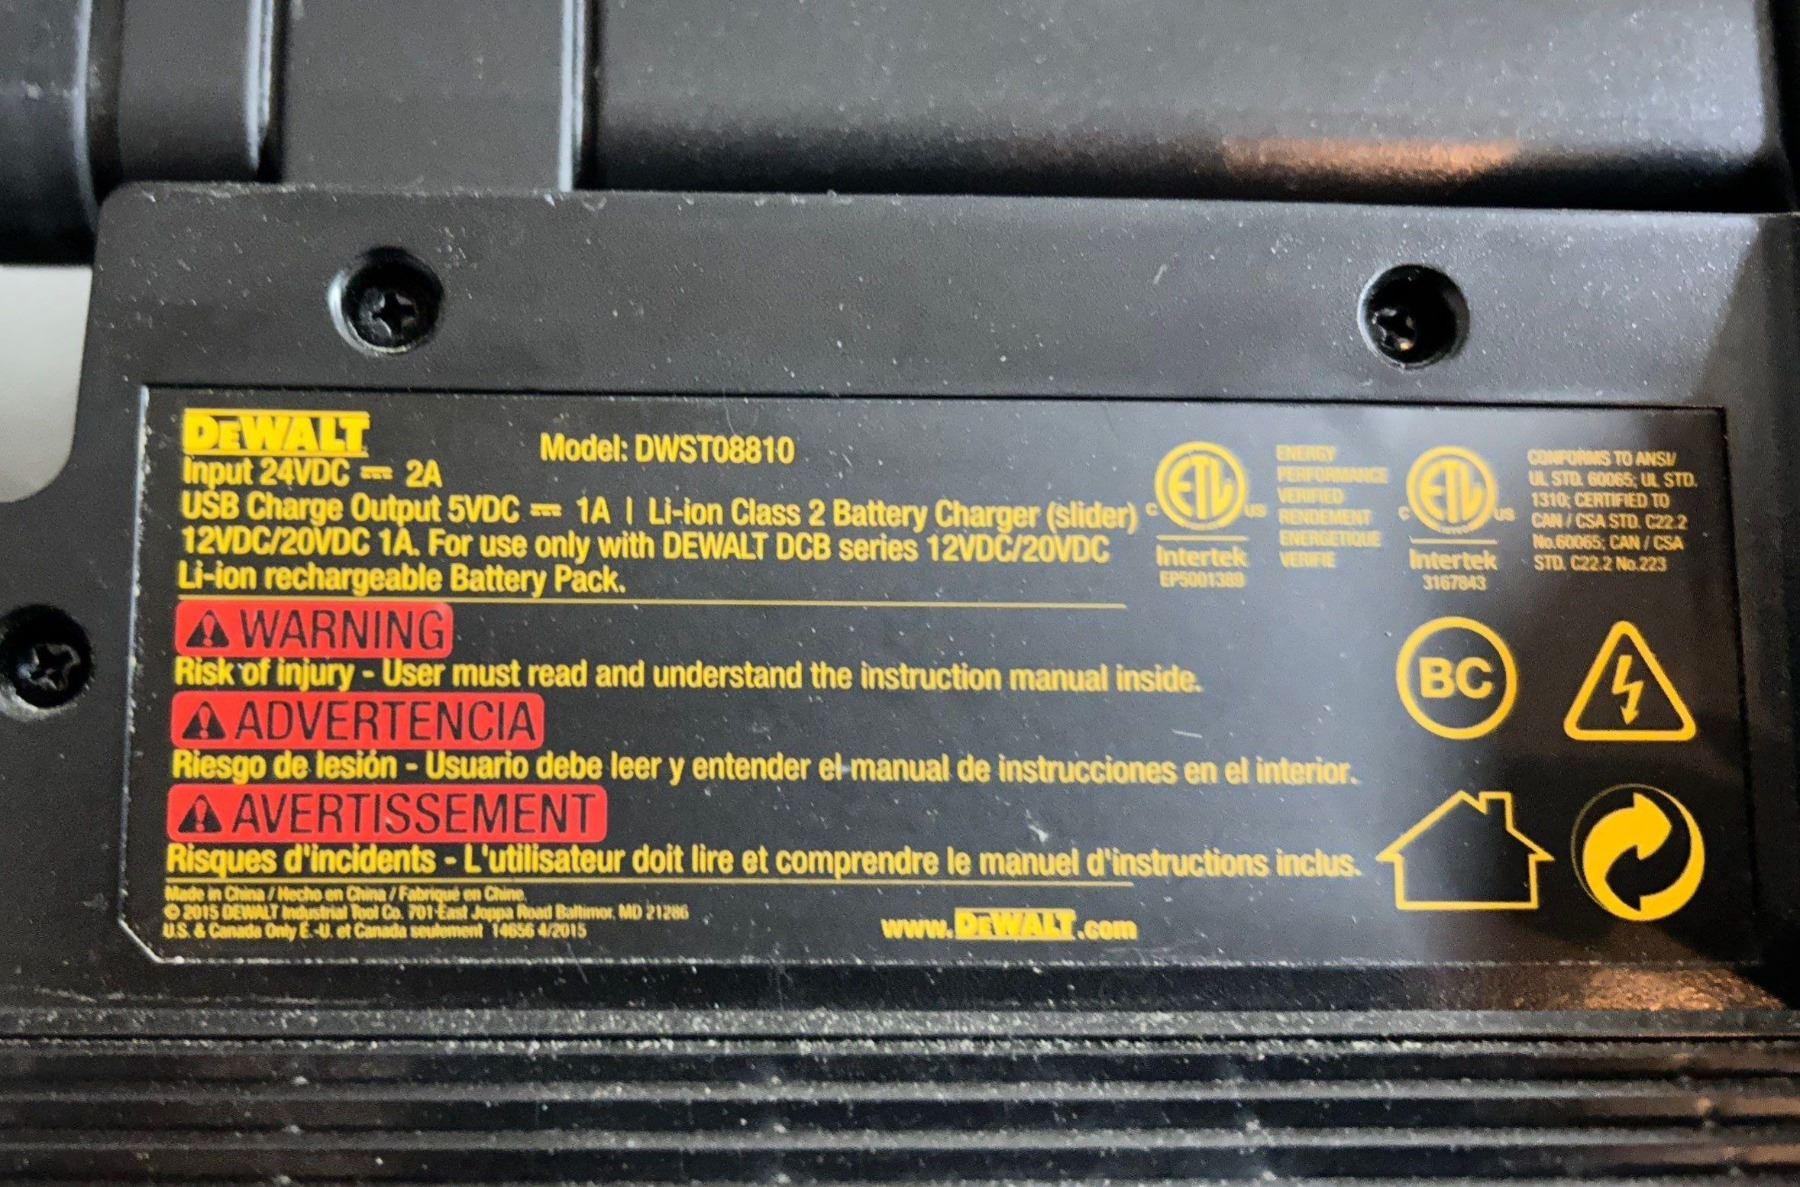 DEWALT
Model: DWST08810
Input 24VDC ⎓ 2A
USB Charge Output 5VDC ⎓ 1A | Li-ion Class 2 Battery Charger (slider)
12VDC/20VDC 1A. For use only with DEWALT DCB series 12VDC/20VDC
Li-ion rechargeable Battery Pack.
WARNING
Risk of injury - User must read and understand the instruction manual inside.
ADVERTENCIA
Riesgo de lesión - Usuario debe leer y entender el manual de instrucciones en el interior.
AVERTISSEMENT
Risques d'incidents - L'utilisateur doit lire et comprendre le manuel d'instructions inclus.
Made in China / Hecho en China / Fabriqué en Chine
© 2015 DEWALT Industrial Tool Co. 701 East Joppa Road Baltimor, MD 21286
U.S. & Canada Only É.-U. et Canada seulement 14656 4/2015
www.DEWALT.com
C ETL US
Intertek
EP5001389
ENERGY
PERFORMANCE
VERIFIED
RENDEMENT
ENERGETIQUE
VERIFIE
C ETL US
Intertek
3167843
CONFORMS TO ANSI/
UL STD. 60065; UL STD.
1310; CERTIFIED TO
CAN / CSA STD. C22.2
No.60065; CAN / CSA
STD. C22.2 No.223
BC